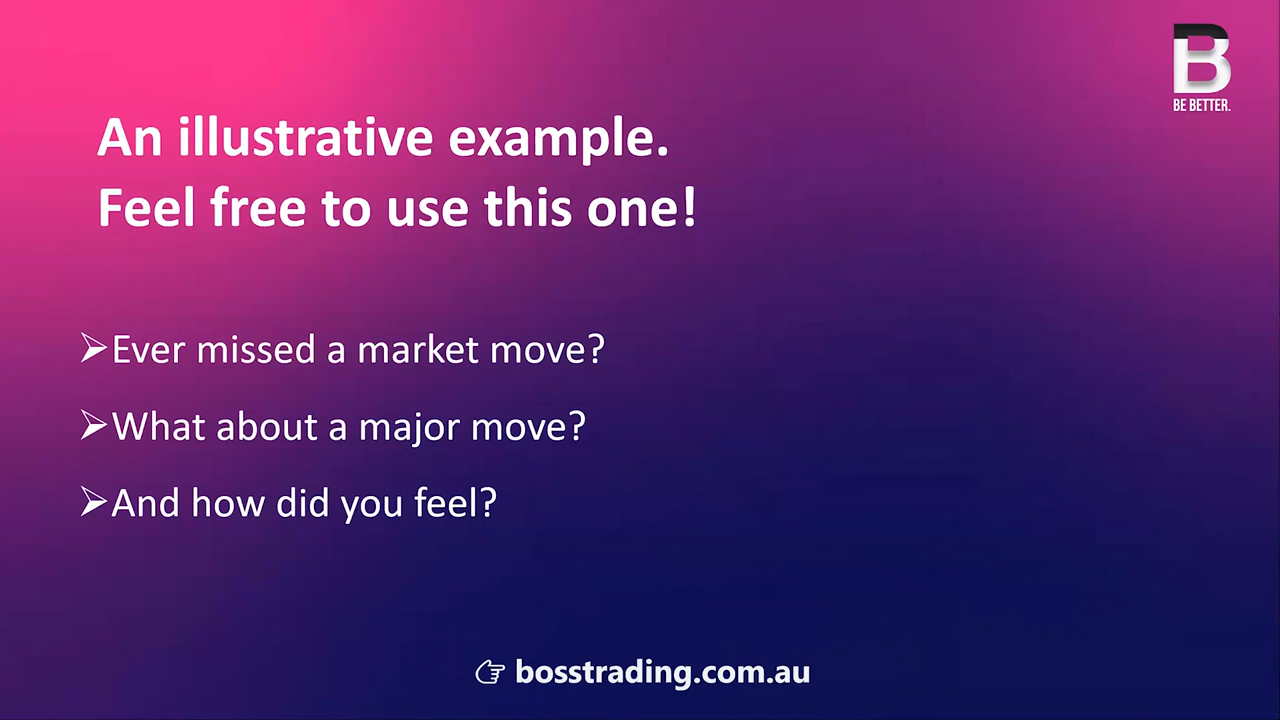 B
BE BETTER.
An illustrative example.
Feel free to use this one!
Ever missed a market move?
What about a major move?
And how did you feel?
bosstrading.com.au